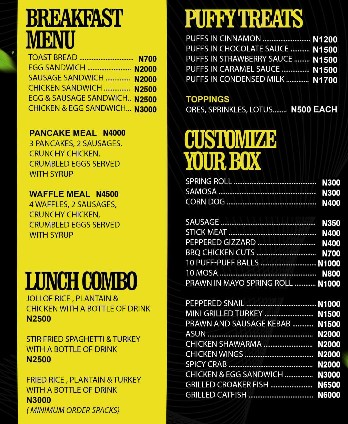 BREAKFAST
MENU
TOAST BREAD ........................ N700
EGG SANDWICH .................... N2000
SAUSAGE SANDWICH ............ N2000
CHICKEN SANDWICH ............. N2500
EGG & SAUSAGE SANDWICH.. N2500
CHICKEN & EGG SANDWICH... N3000
PANCAKE MEAL N4000
3 PANCAKES, 2 SAUSAGES.
CRUNCHY CHICKEN.
CRUMBLED EGGS SERVED
WITH SYRUP
WAFFLE MEAL N4500
4 WAFFLES, 2 SAUSAGES,
CRUNCHY CHICKEN.
CRUMBLED EGGS SERVED
WITH SYRUP
LUNCH COMBO
JOLLOF RICE, PLANTAIN &
CHICKEN WITH A BOTTLE OF DRINK
N2500
STIR FRIED SPAGHETTI & TURKEY
WITH A BOTTLE OF DRINK
N2500
FRIED RICE, PLANTAIN & TURKEY
WITH A BOTTLE OF DRINK
N3000
(MINIMUM ORDER 5PACKS)
PUFFY TREATS
PUFFS IN CINNAMON ..................... N1200
PUFFS IN CHOCOLATE SAUCE ........ N1500
PUFFS IN STRAWBERRY SAUCE ...... N1500
PUFFS IN CARAMEL SAUCE ............ N1500
PUFFS IN CONDENSED MILK .......... N1700
TOPPINGS
ORES, SPRINKLES, LOTUS...... N500 EACH
CUSTOMIZE
YOUR BOX
SPRING ROLL ........................ N300
SAMOSA ........................ N300
CORN DOG ........................ N400
SAUSAGE ........................ N350
STICK MEAT ........................ N400
PEPPERED GIZZARD ........................ N400
BBQ CHICKEN CUTS ........................ N700
10 PUFF-PUFF BALLS ........................ N1000
10 MOSA ........................ N800
PRAWN IN MAYO SPRING ROLL ......... N1000
PEPPERED SNAIL ........................ N1000
MINI GRILLED TURKEY ................... N1500
PRAWN AND SAUSAGE KEBAB ......... N1500
ASUN ........................ N2000
CHICKEN SHAWARMA ................... N2000
CHICKEN WINGS ........................ N2000
SPICY CRAB ........................ N2000
CHICKEN & EGG SANDWICH............ N3000
GRILLED CROAKER FISH ................. N6500
GRILLED CATFISH ........................ N6000